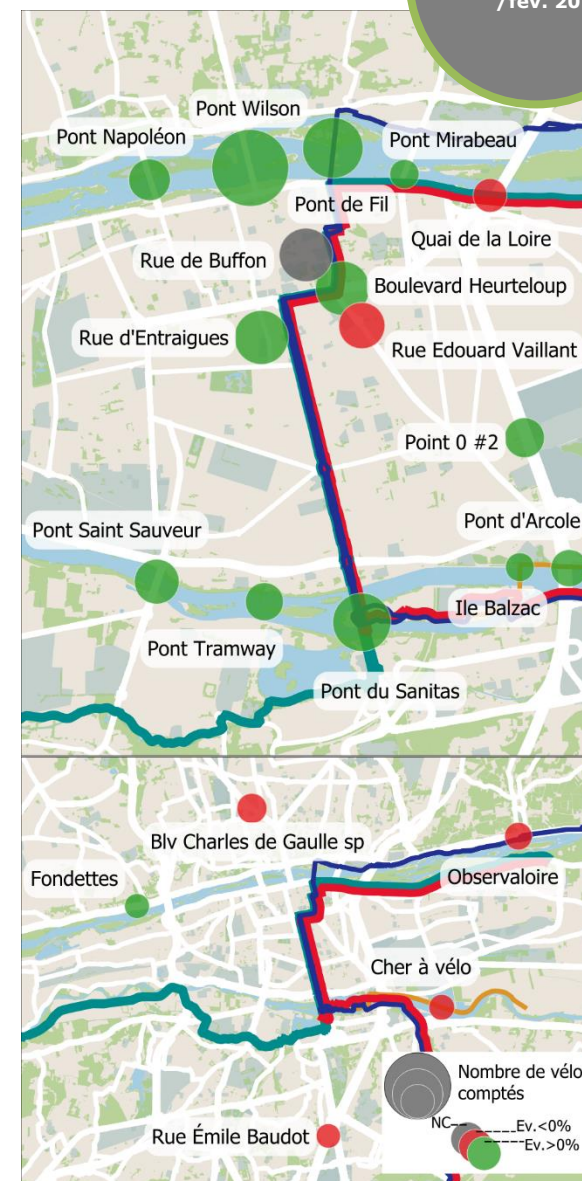 /fév. 20
Pont Wilson
Pont Napoléon
Pont Mirabeau
Pont de Fil
Quai de la Loire
Rue de Buffon
Boulevard Heurteloup
Rue d'Entraigues
Rue Edouard Vaillant
Point 0 #2
Pont d'Arcole
Pont Saint Sauveur
Ile Balzac
Pont Tramway
Pont du Sanitas
Blv Charles de Gaulle sp
Fondettes
Observaloire
Cher à vélo
Nombre de vélo
comptés
NC
Ev.<0%
Ev.>0%
Rue Émile Baudot